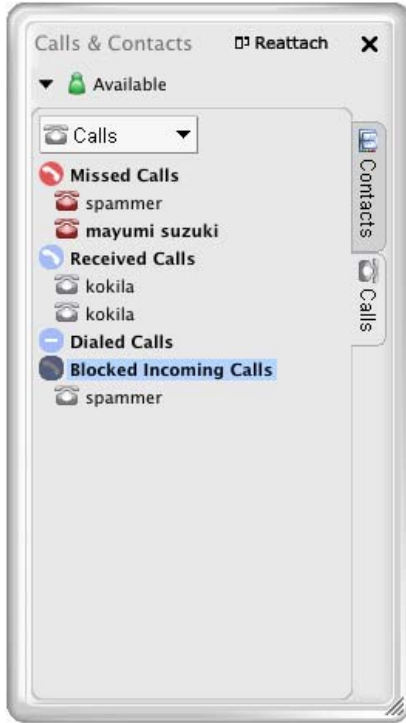 Calls & Contacts Reattach
Available
Calls
Missed Calls
spammer
mayumi suzuki
Received Calls
kokila
kokila
Dialed Calls
Blocked Incoming Calls
spammer
Contacts
Calls